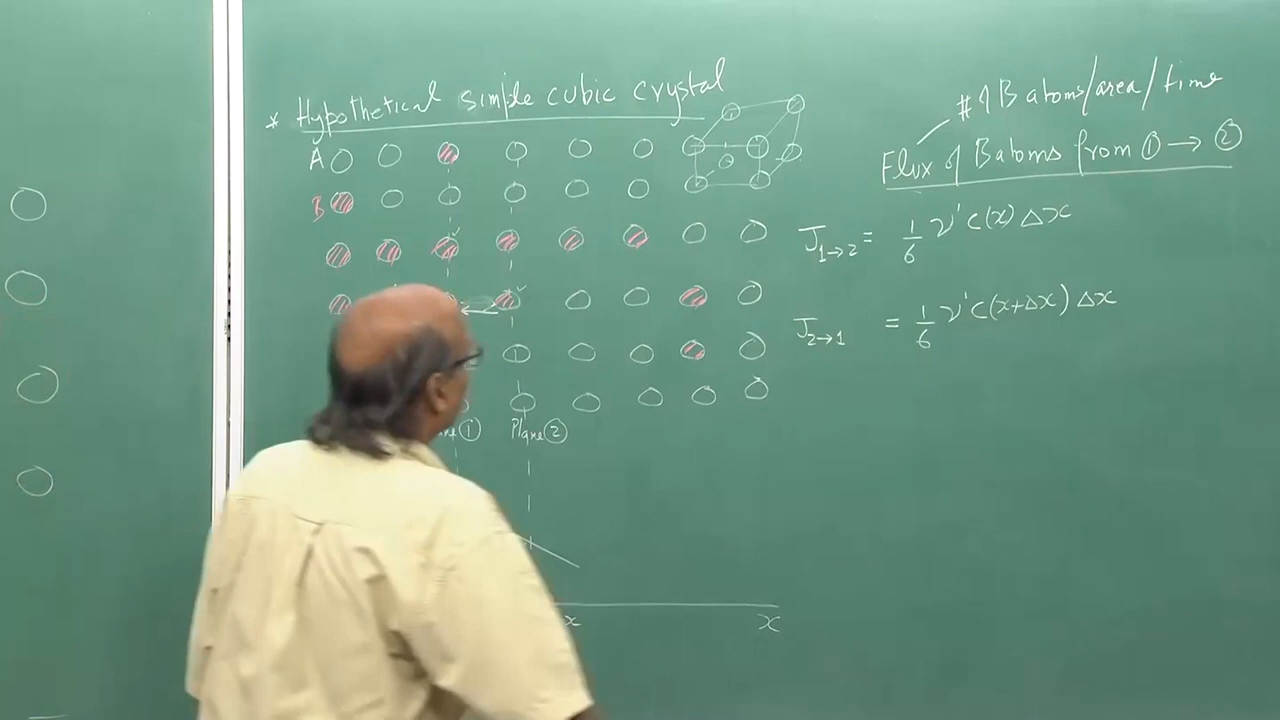 * Hypothetical simple cubic crystal
A
B
Plane ②
①
x
x
# of B atoms/area/time
Flux of B atoms from ① → ②
J₁→₂ = 1/6 ν' c(x) Δx
J₂→₁ = 1/6 ν' c(x+Δx) Δx